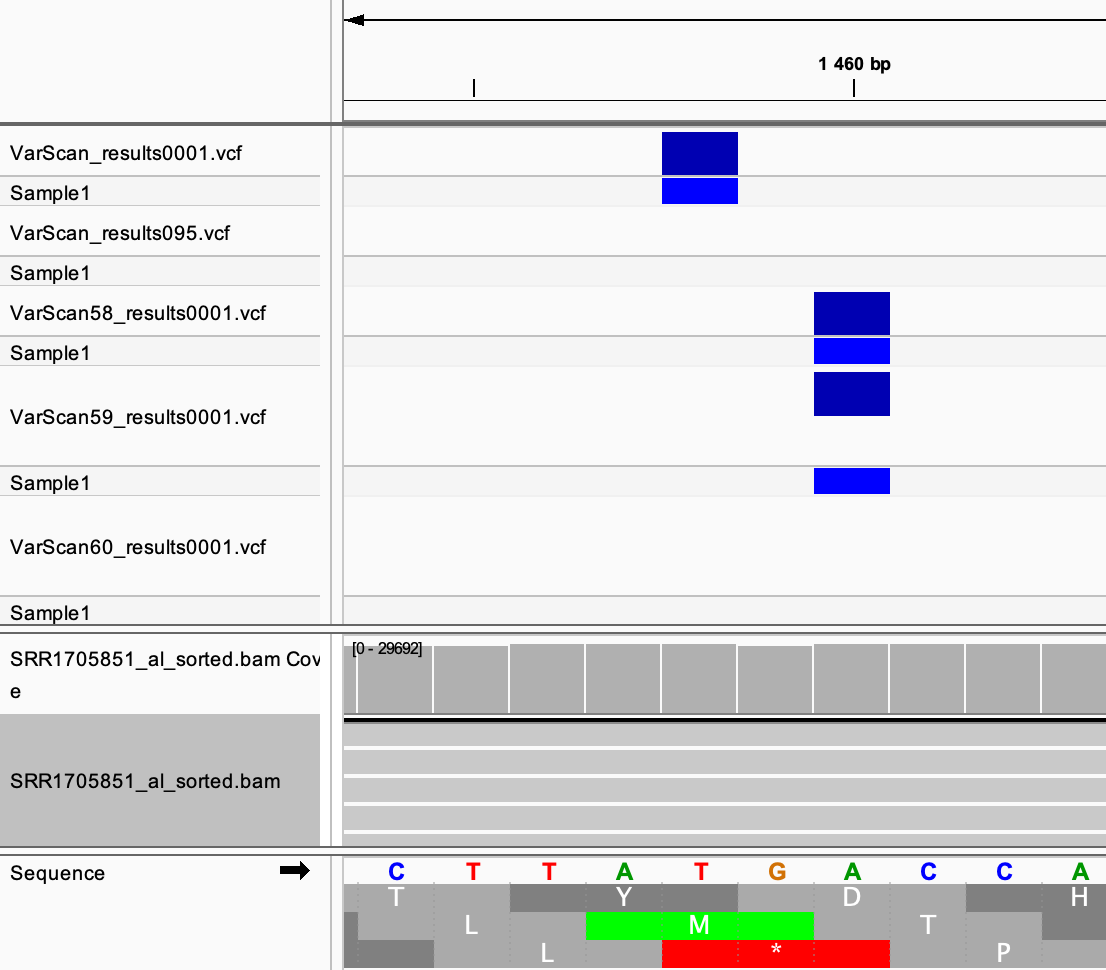 1 460 bp
VarScan_results0001.vcf
Sample1
VarScan_results095.vcf
Sample1
VarScan58_results0001.vcf
Sample1
VarScan59_results0001.vcf
Sample1
VarScan60_results0001.vcf
Sample1
[0 - 29692]
SRR1705851_al_sorted.bam Cov
e
SRR1705851_al_sorted.bam
Sequence C T T A T G A C C A
T Y D H
L M T
L * P